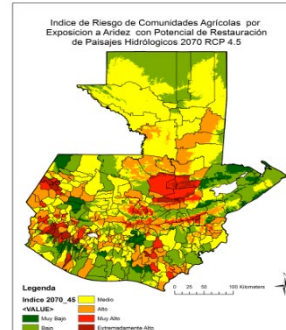 Indice de Riesgo de Comunidades Agrícolas por
Exposicion a Aridez con Potencial de Restauración
de Paisajes Hidrológicos 2070 RCP 4.5
Legenda
Indice 2070_45
<VALUE>
Muy Bajo
Bajo
Medio
Alto
Muy Alto
Extremadamente Alto
0 25 50 100 Kilometers